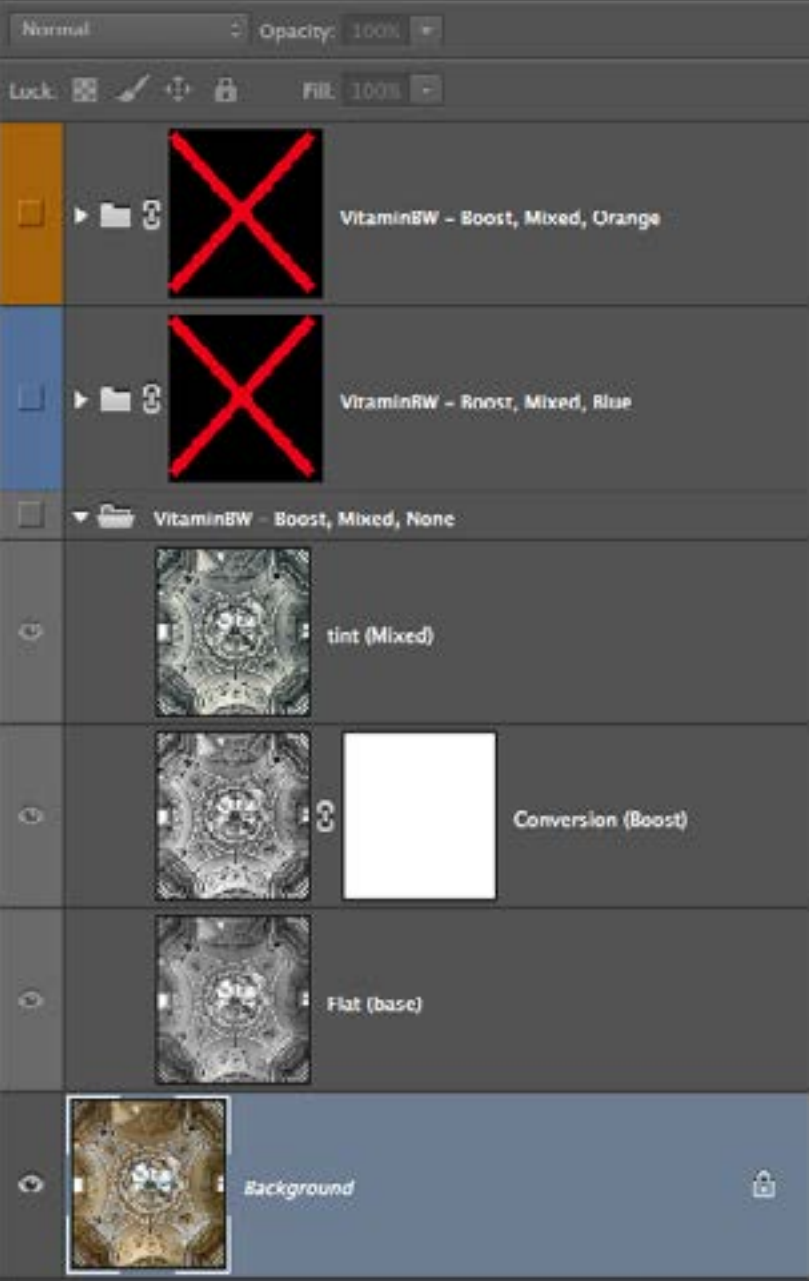 Normal Opacity: 100%
Lock: Fill: 100%
VitaminBW – Boost, Mixed, Orange
VitaminBW – Boost, Mixed, Blue
VitaminBW – Boost, Mixed, None
tint (Mixed)
Conversion (Boost)
Flat (base)
Background